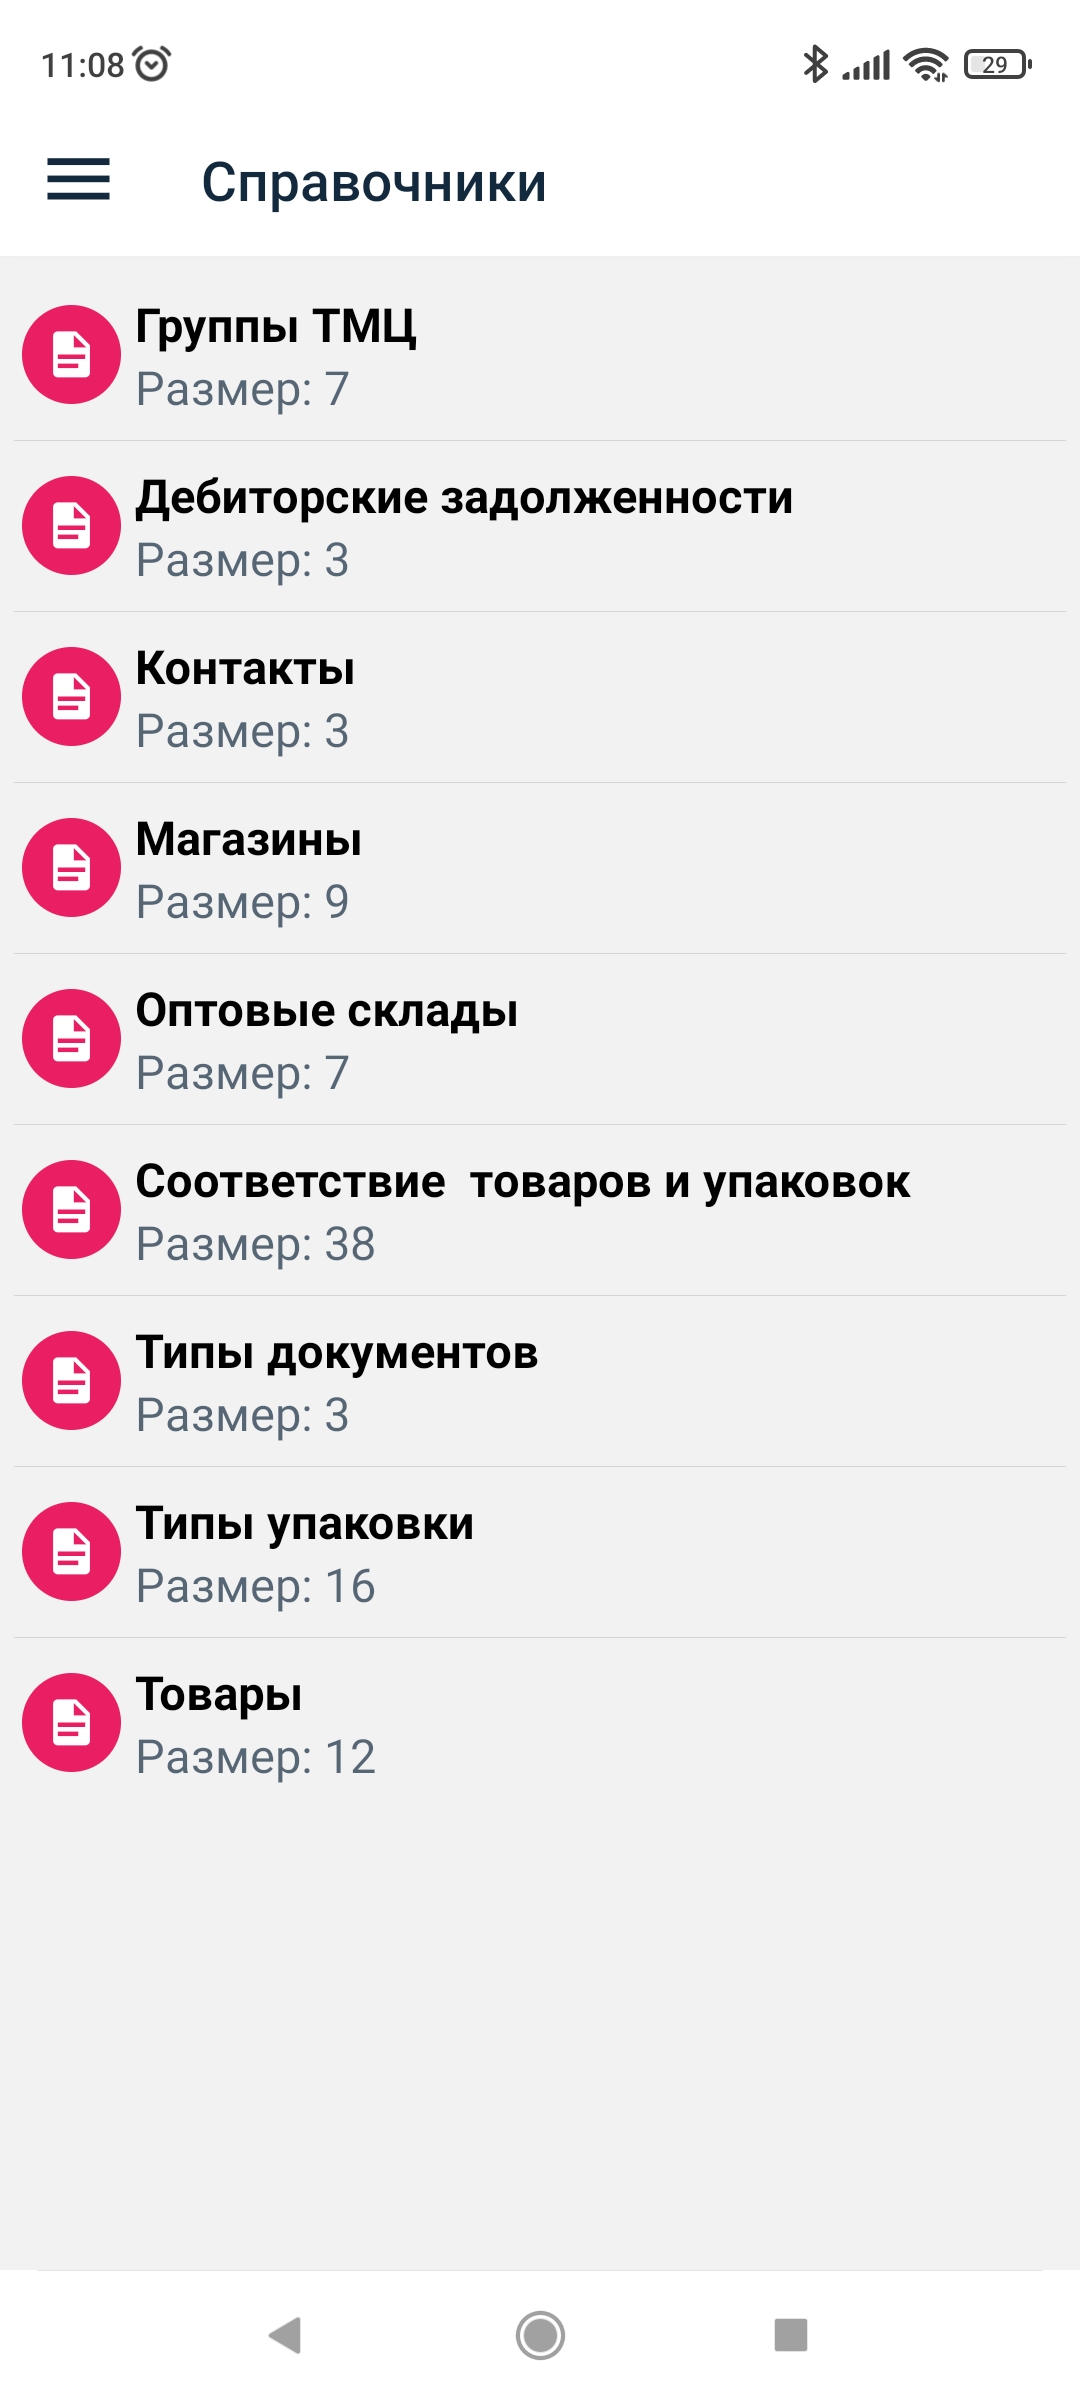 11:08
29
Справочники
Группы ТМЦ
Размер: 7
Дебиторские задолженности
Размер: 3
Контакты
Размер: 3
Магазины
Размер: 9
Оптовые склады
Размер: 7
Соответствие  товаров и упаковок
Размер: 38
Типы документов
Размер: 3
Типы упаковки
Размер: 16
Товары
Размер: 12